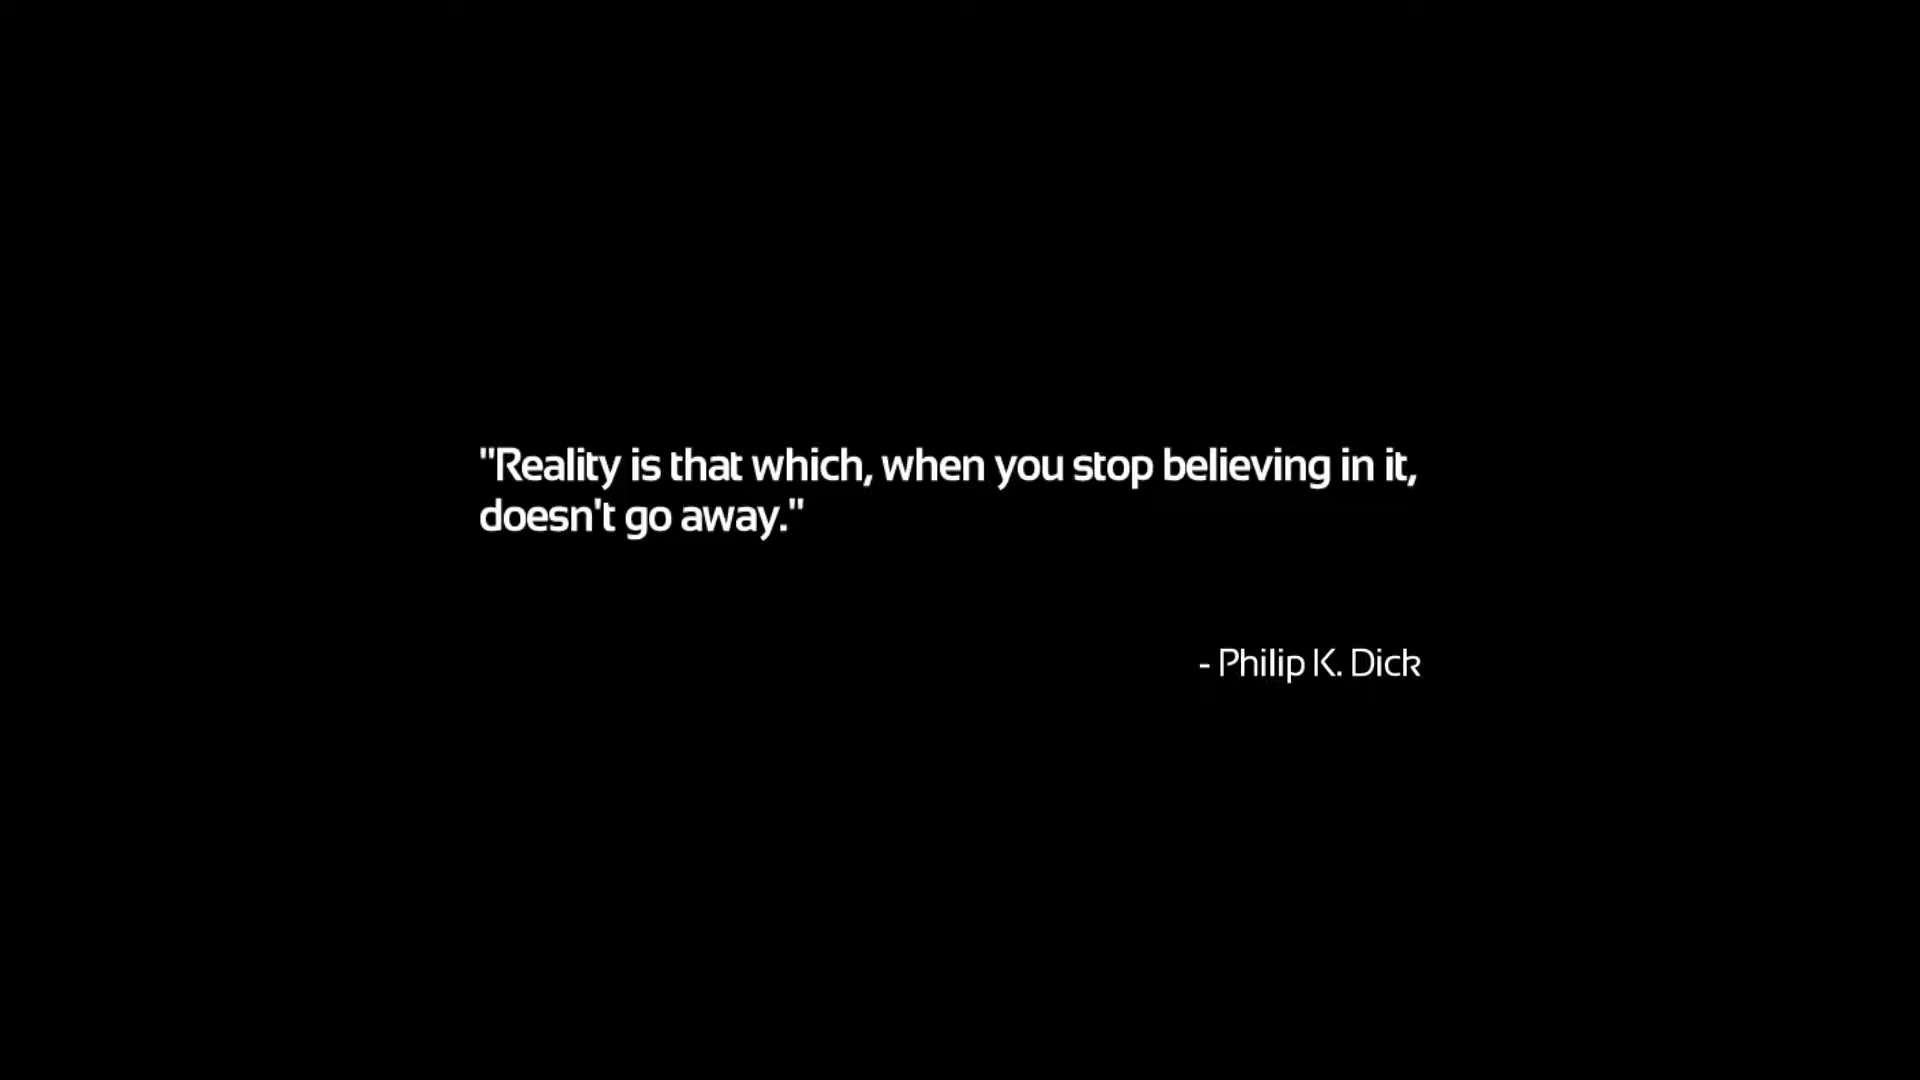 "Reality is that which, when you stop believing in it,
doesn't go away."
- Philip K. Dick